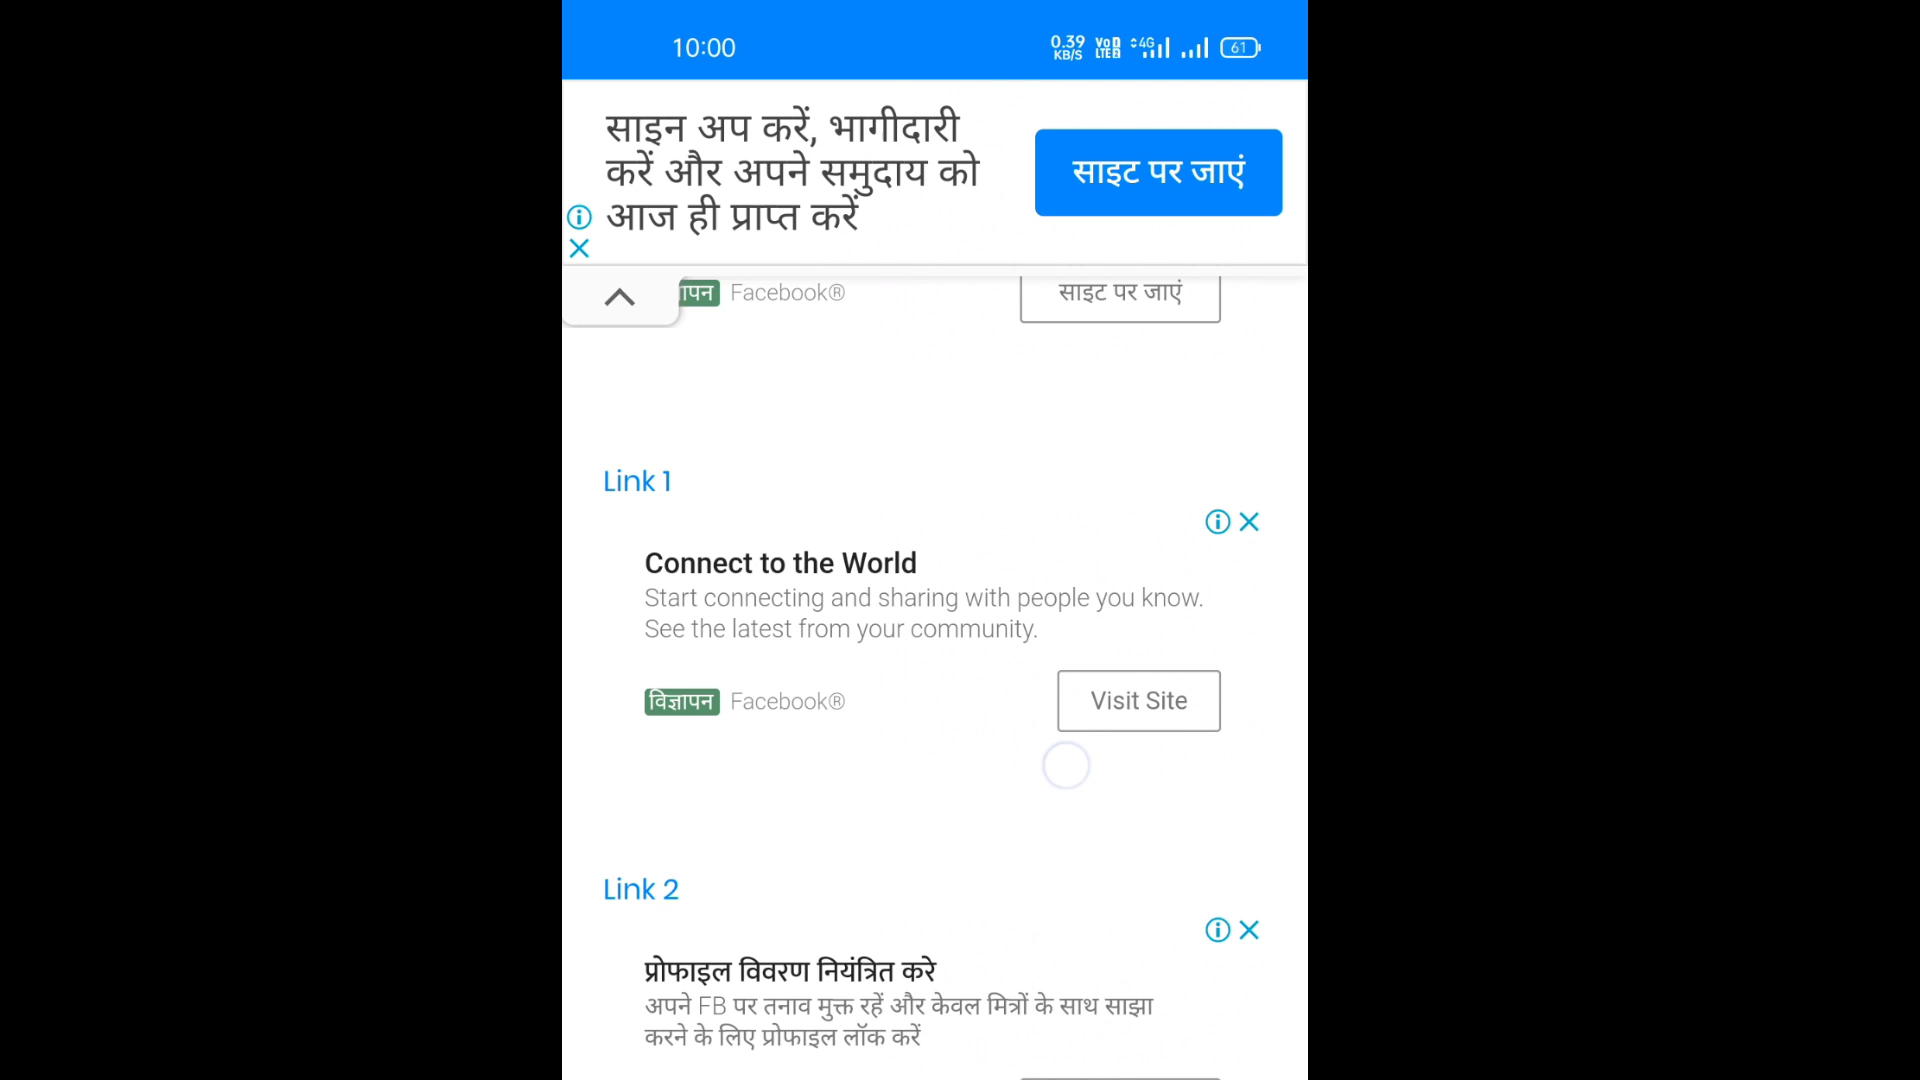 10:00
0.39 KB/S VoD LTE2 4G 61
साइन अप करें, भागीदारी
करें और अपने समुदाय को
आज ही प्राप्त करें
साइट पर जाएं
Facebook®
साइट पर जाएं
Link 1
Connect to the World
Start connecting and sharing with people you know.
See the latest from your community.
विज्ञापन Facebook®
Visit Site
Link 2
प्रोफाइल विवरण नियंत्रित करे
अपने FB पर तनाव मुक्त रहें और केवल मित्रों के साथ साझा
करने के लिए प्रोफाइल लॉक करें